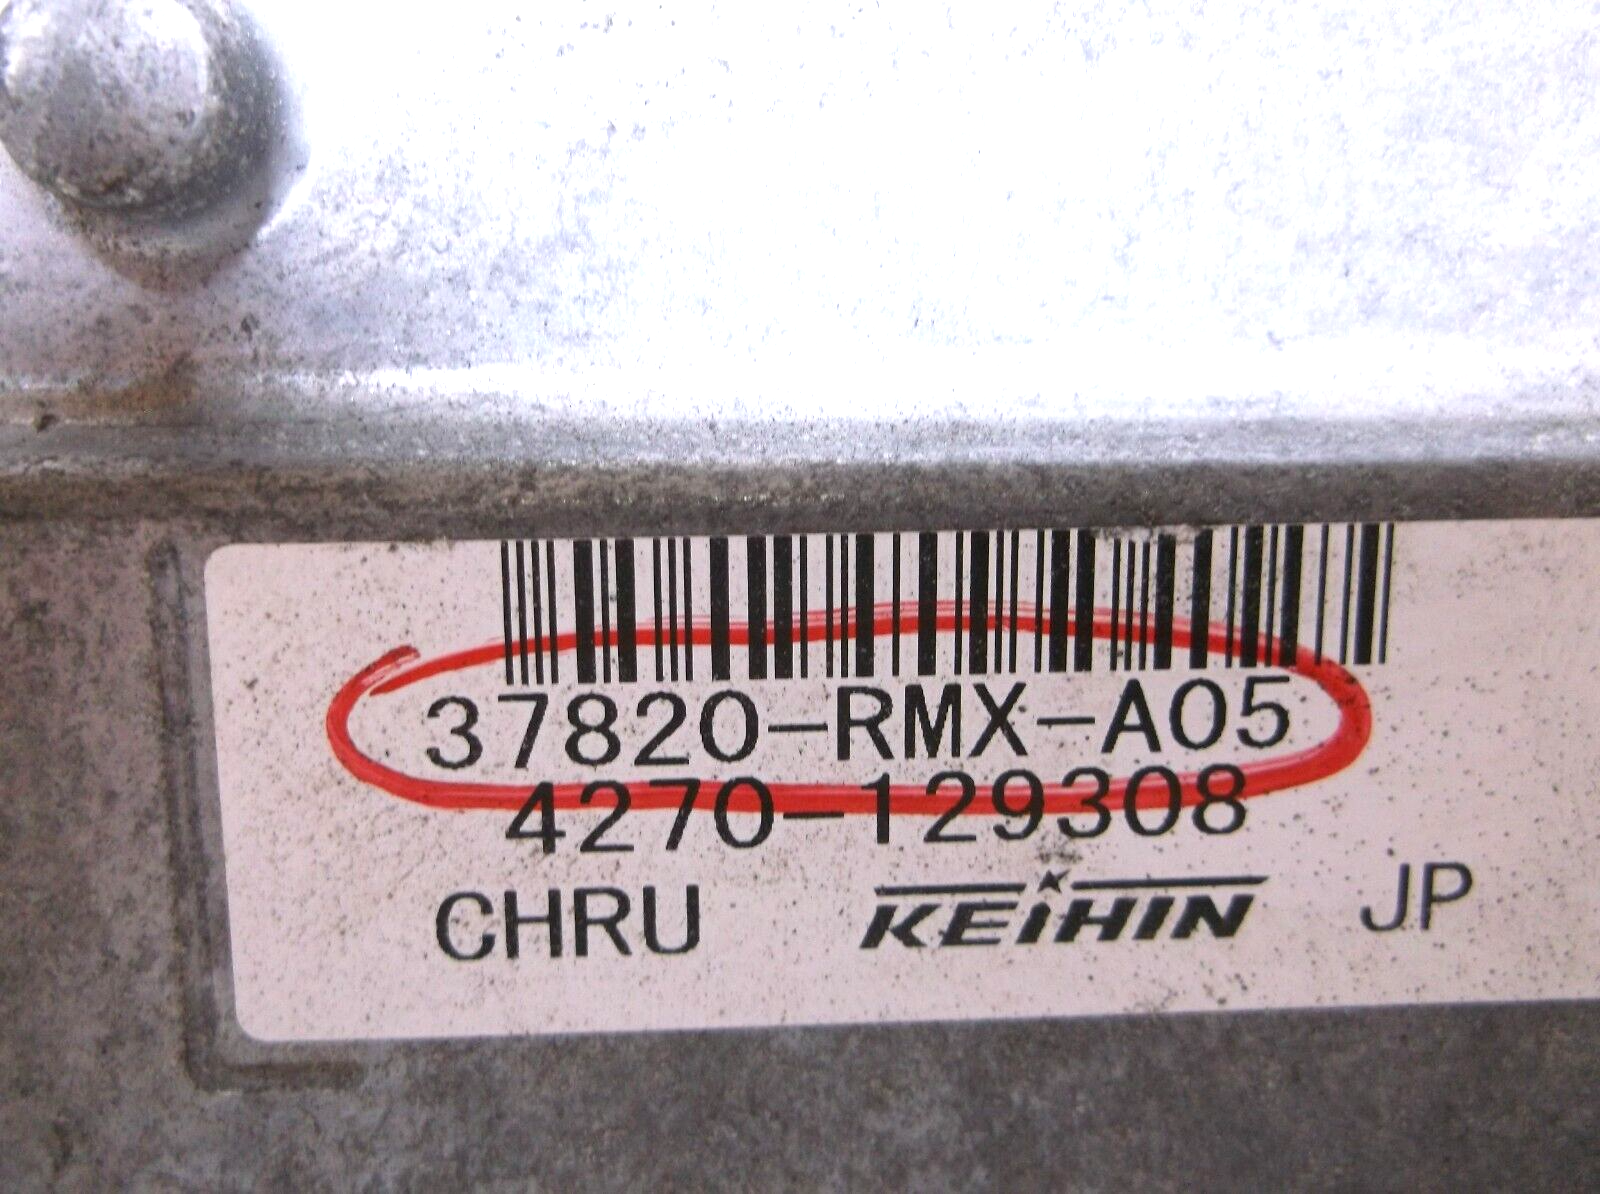 37820-RMX-A05
4270-129308
CHRU KEIHIN JP